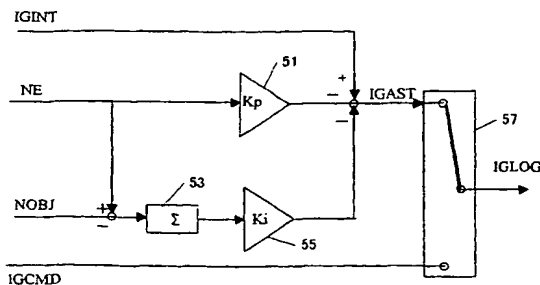 IGINT
51
+
NE
Kp
−
IGAST
57
−
IGLOG
53
NOBJ
+
−
Σ
Ki
55
IGCMD